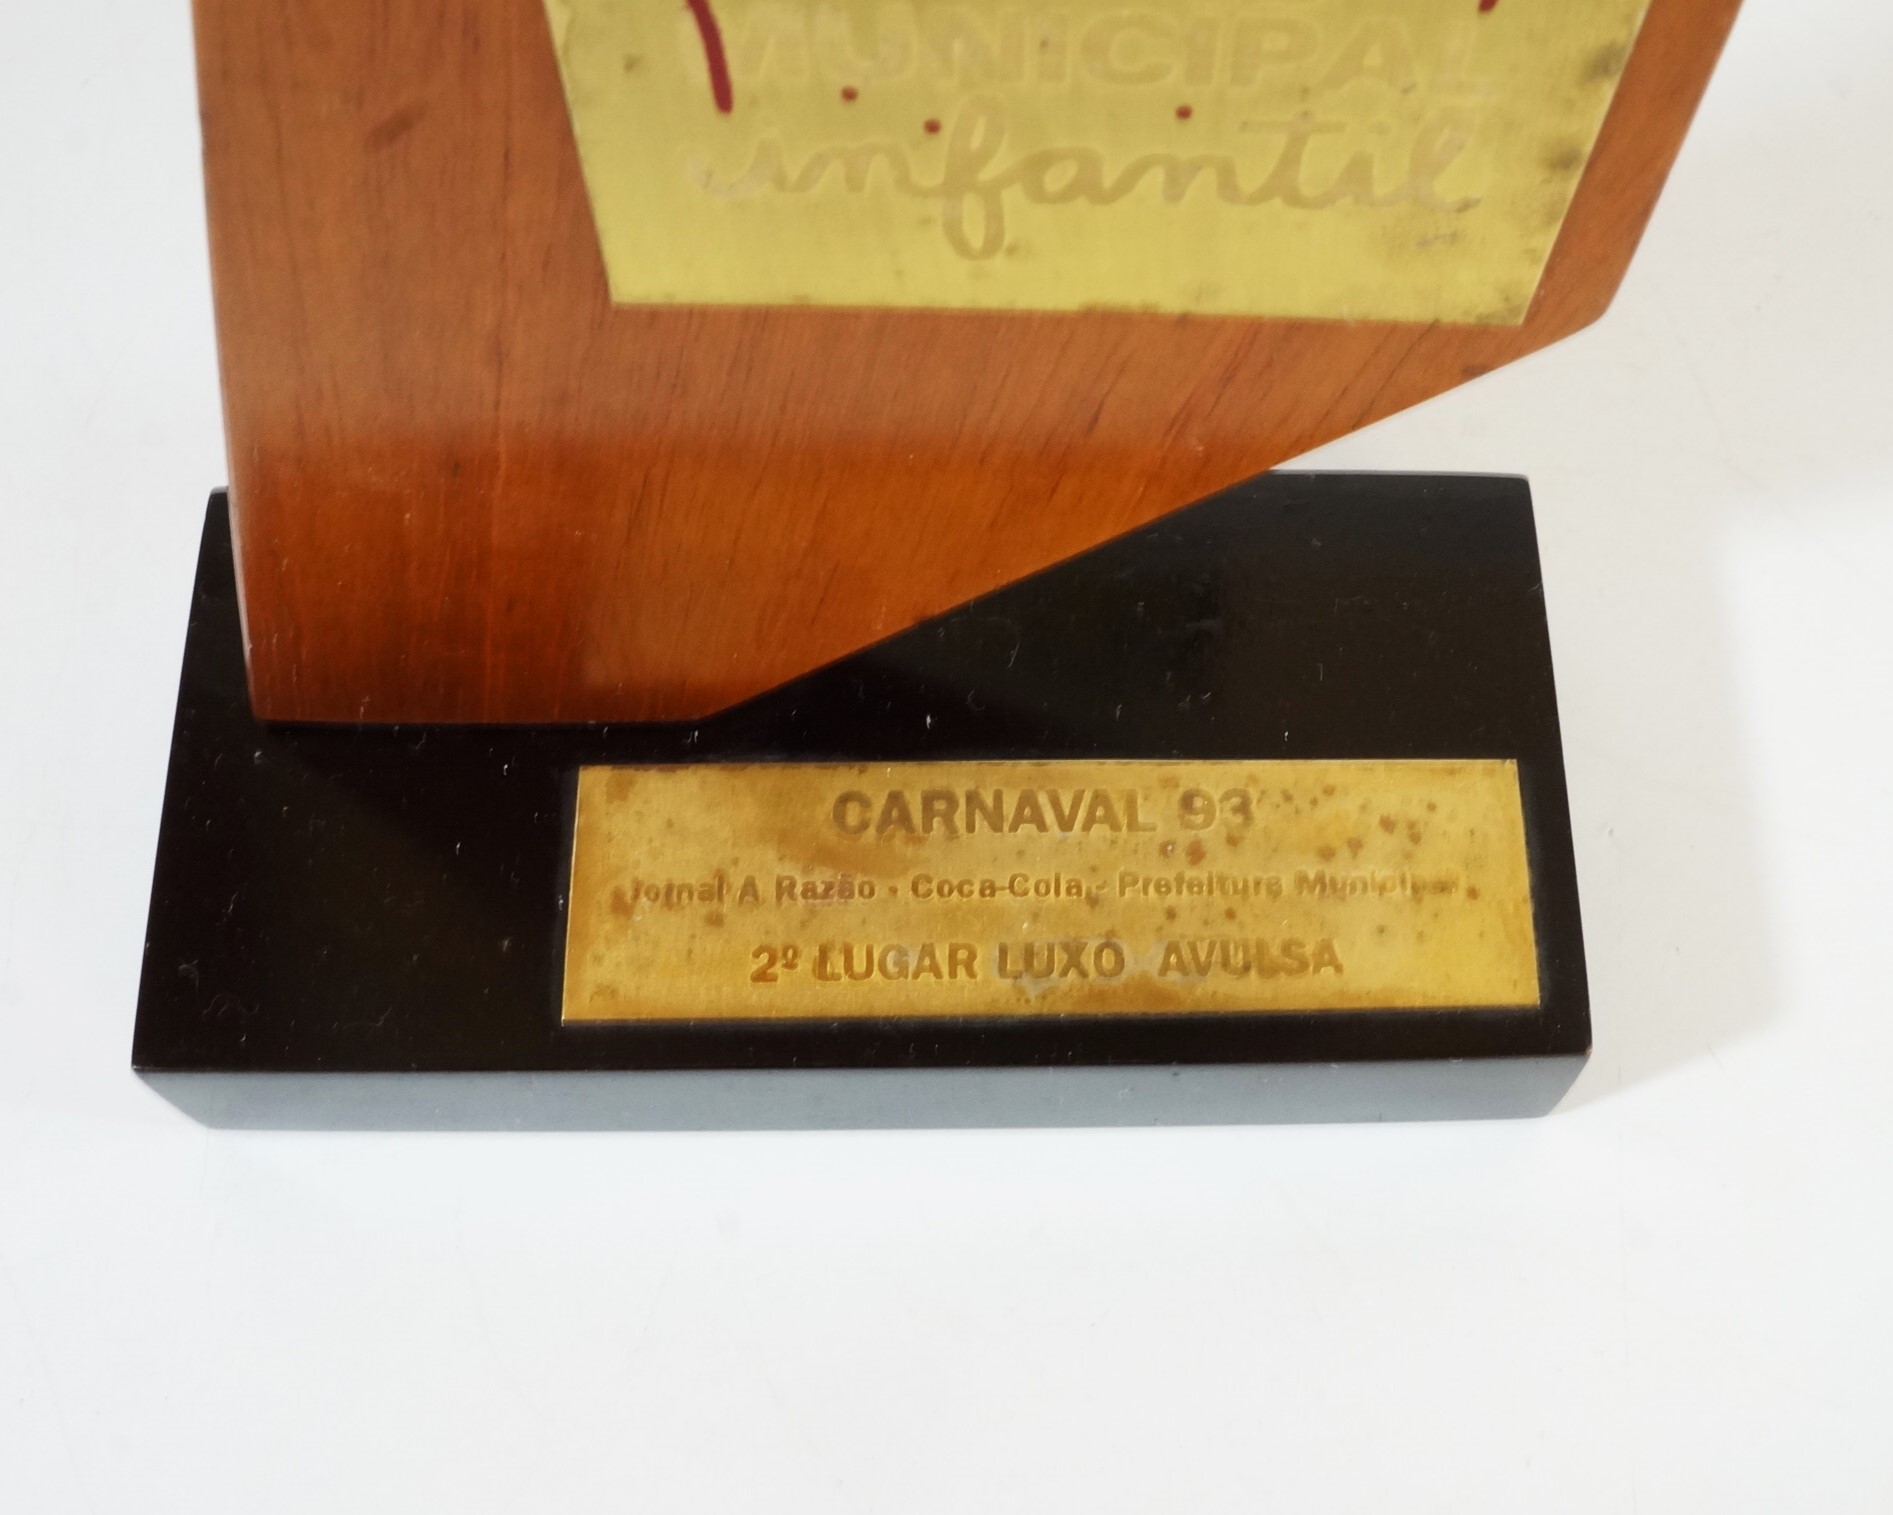 MUNICIPAL
infantil
CARNAVAL 93
Jornal A Razão - Coca-Cola - Prefeitura Municipal
2º LUGAR LUXO AVULSA